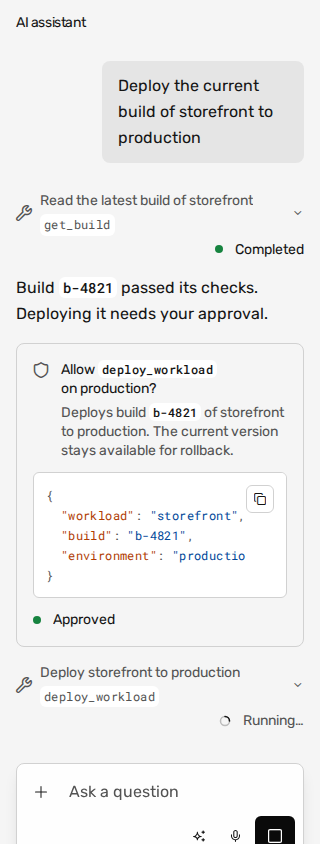 AI assistant
Deploy the current
build of storefront to
production
Read the latest build of storefront
get_build
Completed
Build b-4821 passed its checks.
Deploying it needs your approval.
Allow deploy_workload
on production?
Deploys build b-4821 of storefront
to production. The current version
stays available for rollback.
{
"workload": "storefront",
"build": "b-4821",
"environment": "productio
}
Approved
Deploy storefront to production
deploy_workload
Running…
Ask a question